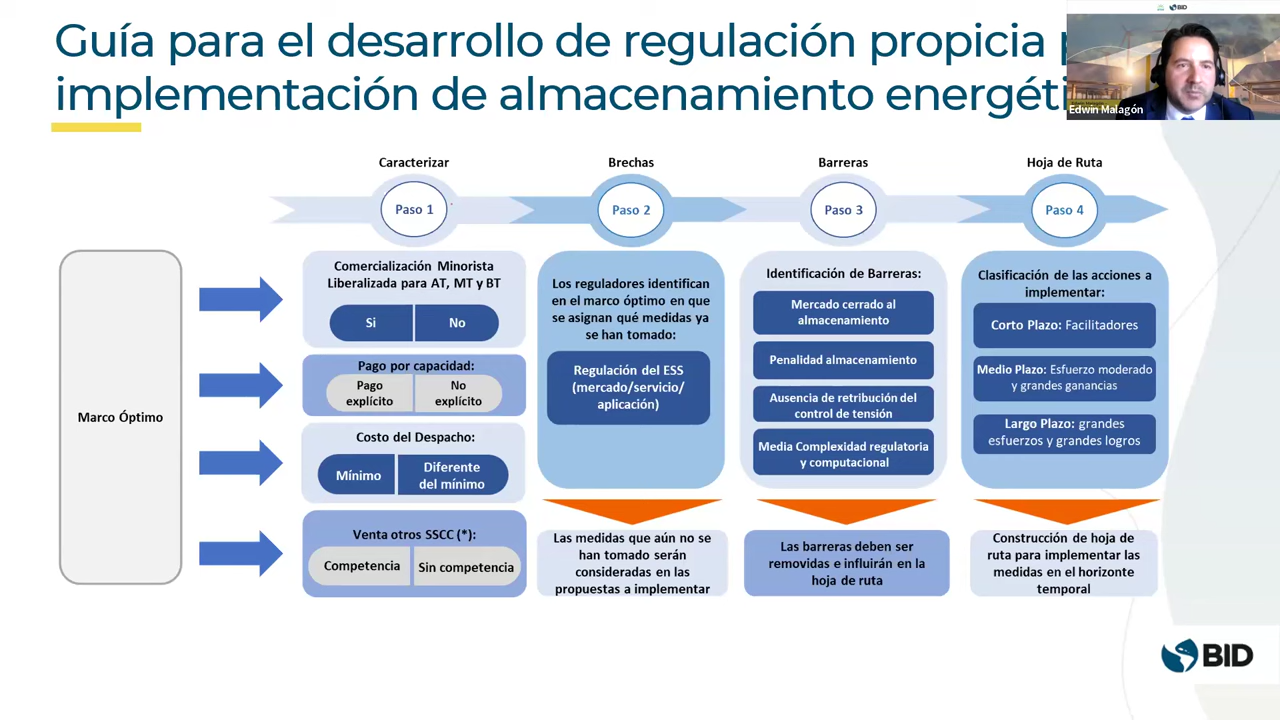 Guía para el desarrollo de regulación propicia
implementación de almacenamiento
BID
Edwin Malagón
Caracterizar
Brechas
Barreras
Hoja de Ruta
Paso 1
Paso 2
Paso 3
Paso 4
Marco Óptimo
Comercialización Minorista
Liberalizada para AT, MT y BT
Si
No
Pago por capacidad:
Pago
explícito
No
explícito
Costo del Despacho:
Mínimo
Diferente
del mínimo
Venta otros SSCC (*):
Competencia
Sin competencia
Los reguladores identifican
en el marco óptimo en que
se asignan qué medidas ya
se han tomado:
Regulación del ESS
(mercado/servicio/
aplicación)
Las medidas que aún no se
han tomado serán
consideradas en las
propuestas a implementar
Identificación de Barreras:
Mercado cerrado al
almacenamiento
Penalidad almacenamiento
Ausencia de retribución del
control de tensión
Media Complejidad regulatoria
y computacional
Las barreras deben ser
removidas e influirán en la
hoja de ruta
Clasificación de las acciones a
implementar:
Corto Plazo: Facilitadores
Medio Plazo: Esfuerzo moderado
y grandes ganancias
Largo Plazo: grandes
esfuerzos y grandes logros
Construcción de hoja de
ruta para implementar las
medidas en el horizonte
temporal
BID